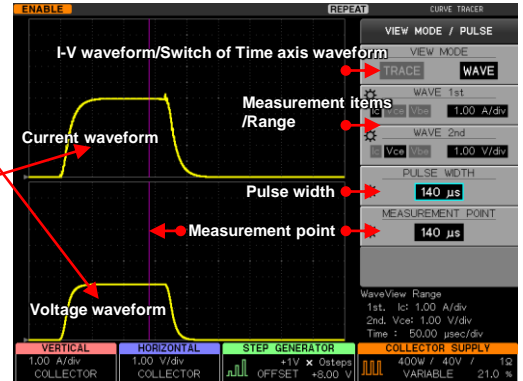 ENABLE
REPEAT
CURVE TRACER
VIEW MODE / PULSE
VIEW MODE
I-V waveform/Switch of Time axis waveform
TRACE WAVE
WAVE 1st
Measurement items
/Range
Ic Vce Vbe 1.00 A/div
WAVE 2nd
Ic Vce Vbe 1.00 V/div
Current waveform
PULSE WIDTH
Pulse width
140 µs
MEASUREMENT POINT
Measurement point
140 µs
Voltage waveform
WaveView Range
1st. Ic: 1.00 A/div
2nd. Vce: 1.00 V/div
Time : 50.00 µsec/div
VERTICAL
1.00 A/div
COLLECTOR
HORIZONTAL
1.00 V/div
COLLECTOR
STEP GENERATOR
+1V × 0steps
OFFSET +8.00 V
COLLECTOR SUPPLY
400W / 40V / 1Ω
VARIABLE 21.0 %